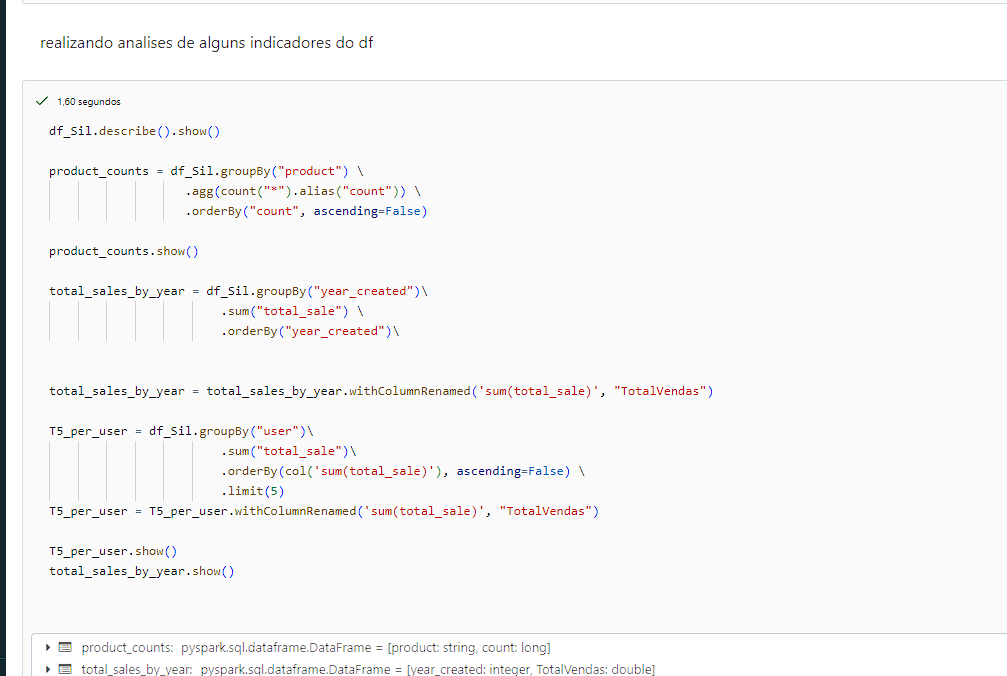 realizando analises de alguns indicadores do df
1,60 segundos
df_Sil.describe().show()
product_counts = df_Sil.groupBy("product") \
.agg(count("*").alias("count")) \
.orderBy("count", ascending=False)
product_counts.show()
total_sales_by_year = df_Sil.groupBy("year_created")\
.sum("total_sale") \
.orderBy("year_created")\
total_sales_by_year = total_sales_by_year.withColumnRenamed('sum(total_sale)', "TotalVendas")
T5_per_user = df_Sil.groupBy("user")\
.sum("total_sale")\
.orderBy(col('sum(total_sale)'), ascending=False) \
.limit(5)
T5_per_user = T5_per_user.withColumnRenamed('sum(total_sale)', "TotalVendas")
T5_per_user.show()
total_sales_by_year.show()
product_counts: pyspark.sql.dataframe.DataFrame = [product: string, count: long]
total_sales_by_year: pyspark.sql.dataframe.DataFrame = [year_created: integer, TotalVendas: double]